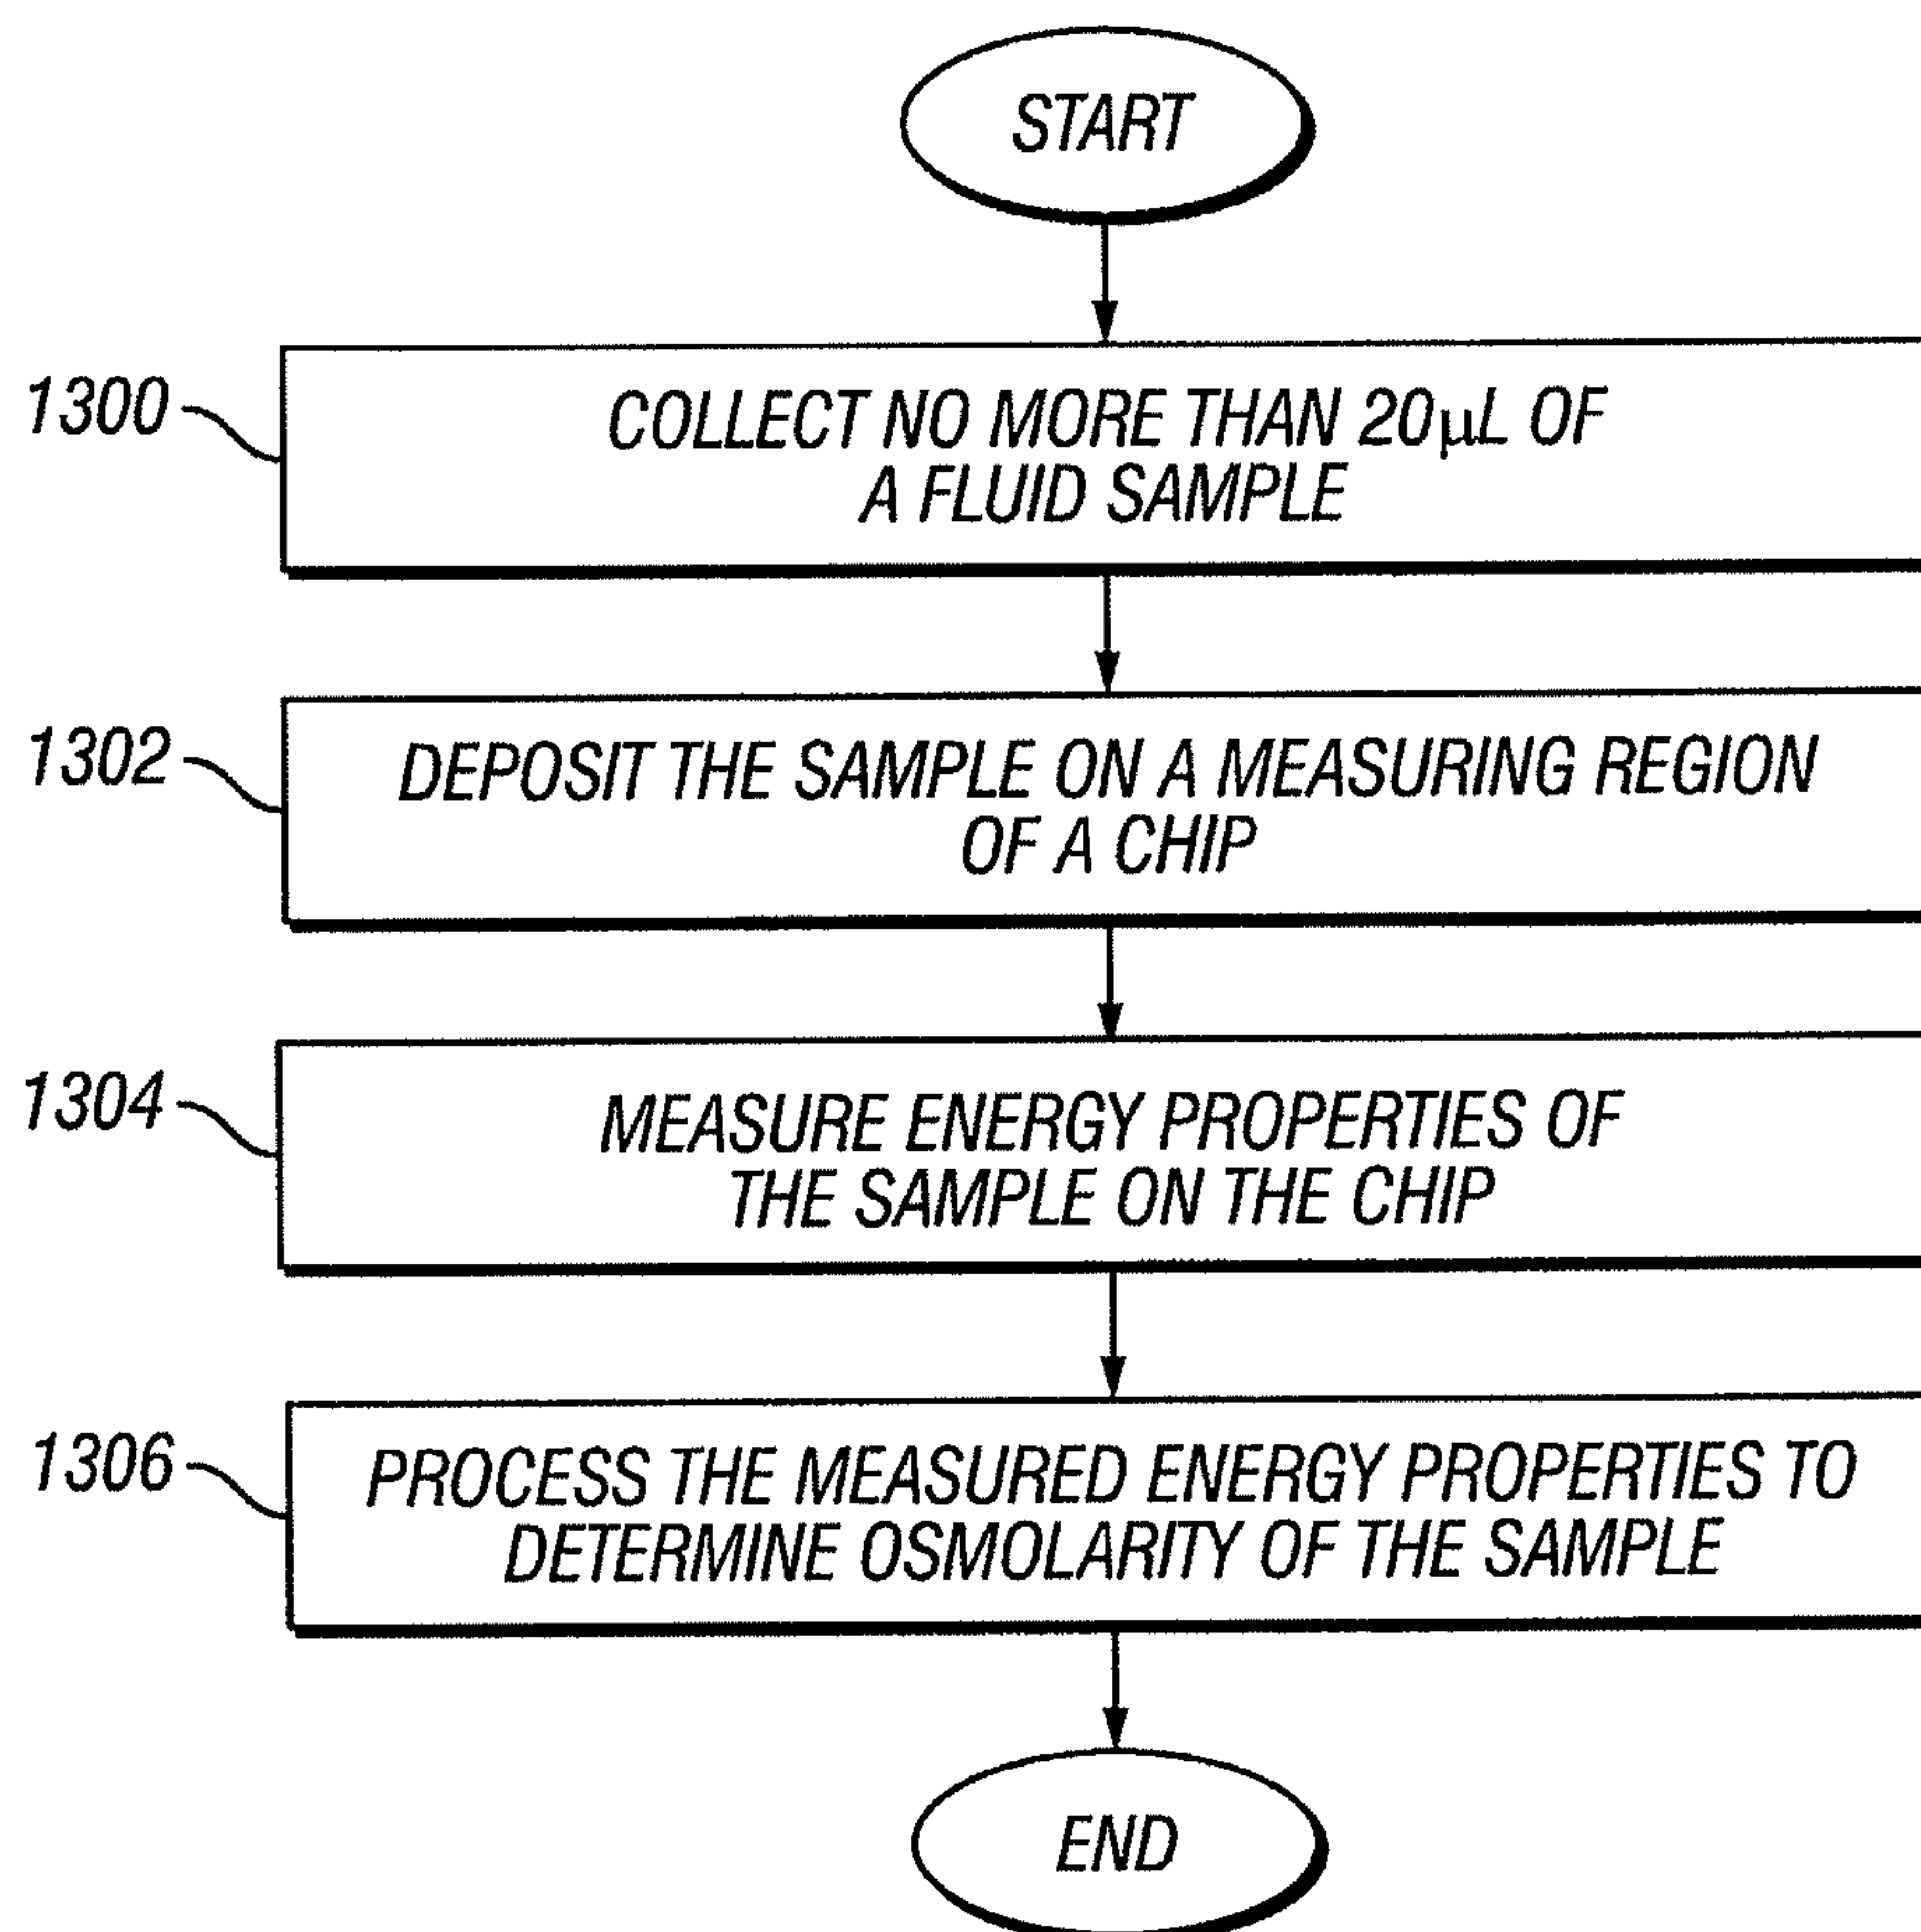 START
1300
COLLECT NO MORE THAN 20µL OF
A FLUID SAMPLE
1302
DEPOSIT THE SAMPLE ON A MEASURING REGION
OF A CHIP
1304
MEASURE ENERGY PROPERTIES OF
THE SAMPLE ON THE CHIP
1306
PROCESS THE MEASURED ENERGY PROPERTIES TO
DETERMINE OSMOLARITY OF THE SAMPLE
END